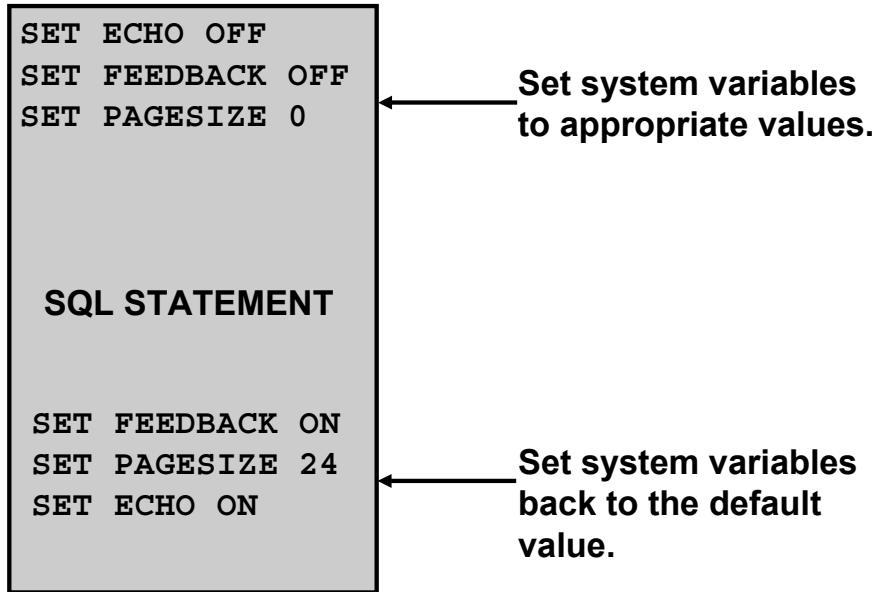 SET ECHO OFF
SET FEEDBACK OFF
SET PAGESIZE 0
Set system variables
to appropriate values.
SQL STATEMENT
SET FEEDBACK ON
SET PAGESIZE 24
SET ECHO ON
Set system variables
back to the default
value.